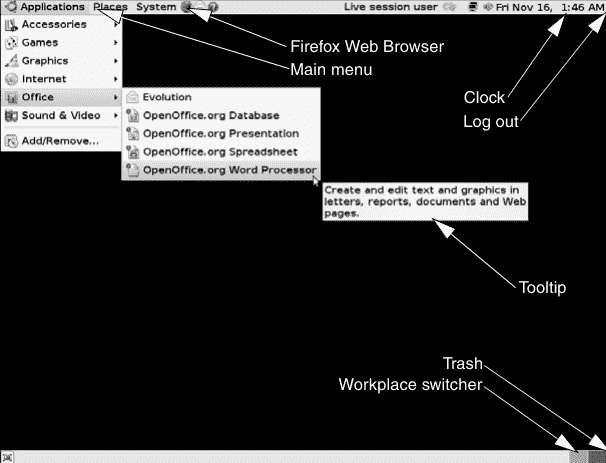 Applications Places System Live session user Fri Nov 16, 1:46 AM
Accessories
Games
Graphics
Internet
Office
Sound & Video
Add/Remove...
Evolution
OpenOffice.org Database
OpenOffice.org Presentation
OpenOffice.org Spreadsheet
OpenOffice.org Word Processor
Create and edit text and graphics in
letters, reports, documents and Web
pages.
Firefox Web Browser
Main menu
Clock
Log out
Tooltip
Trash
Workplace switcher